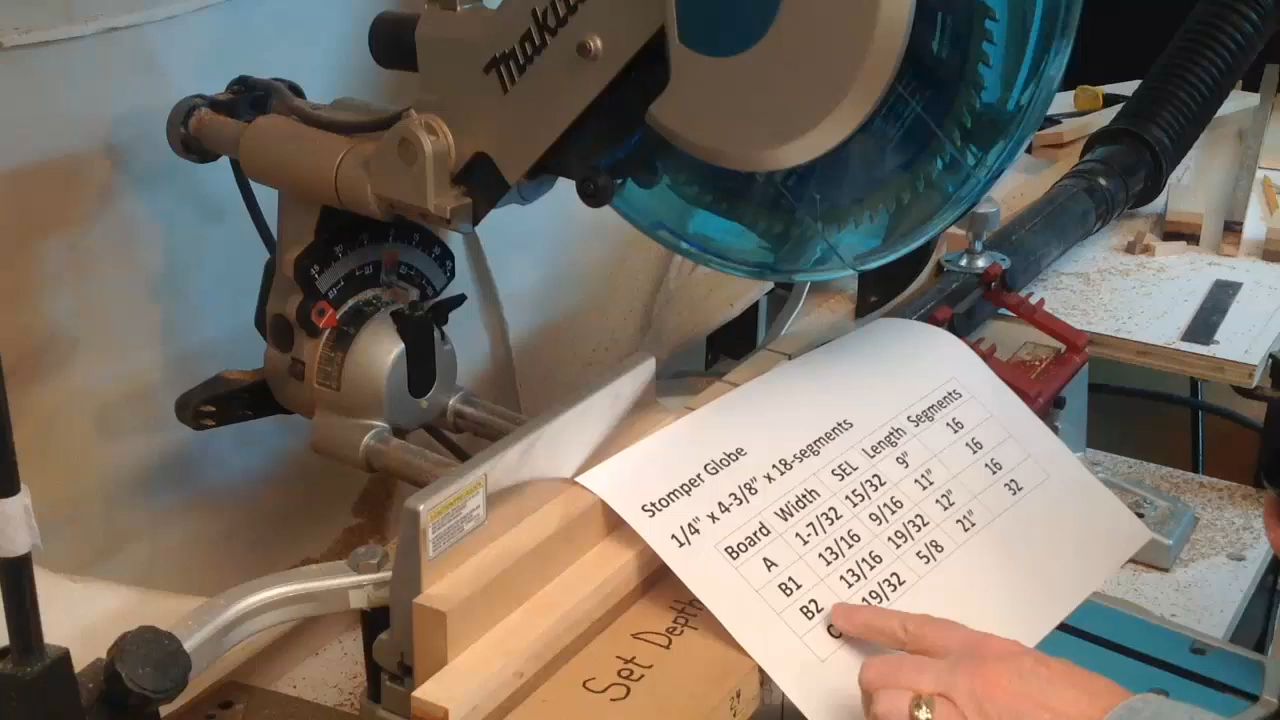 Makita
Stomper Globe
1/4" x 4-3/8" x 18-segments
Board Width SEL Length Segments
A 1-7/32 15/32 9" 16
B1 13/16 9/16 11" 16
B2 13/16 19/32 12" 16
C 19/32 5/8 21" 32
Set Depth